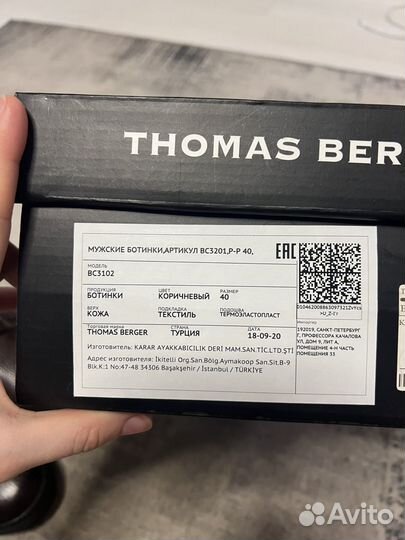 THOMAS BER
МУЖСКИЕ БОТИНКИ,АРТИКУЛ BC3201,Р-Р 40,
EAC
МОДЕЛЬ
BC3102
ПРОДУКЦИЯ ЦВЕТ РАЗМЕР
БОТИНКИ КОРИЧНЕВЫЙ 40
ВЕРХ ПОДКЛАДКА ПОДОШВА
КОЖА ТЕКСТИЛЬ ТЕРМОЭЛАСТОПЛАСТ
Торговая марка СТРАНА ДАТА
THOMAS BERGER ТУРЦИЯ 18-09-20
Изготовитель: KARAR AYAKKABICILIK DERİ MAM.SAN.TİC.LTD.ŞTİ
Адрес изготовителя: İkitelli Org.San.Bölg.Aymakoop San.Sit.B-9
Blk.K:1 No:47-48 34306 Başakşehir / İstanbul / TÜRKİYE
Импортер
192019, САНКТ-ПЕТЕРБУРГ
Г, ПРОФЕССОРА КАЧАЛОВА
УЛ, ДОМ 9, ЛИТ А,
ПОМЕЩЕНИЕ 4-Н ЧАСТЬ
ПОМЕЩЕНИЯ 33
Avito